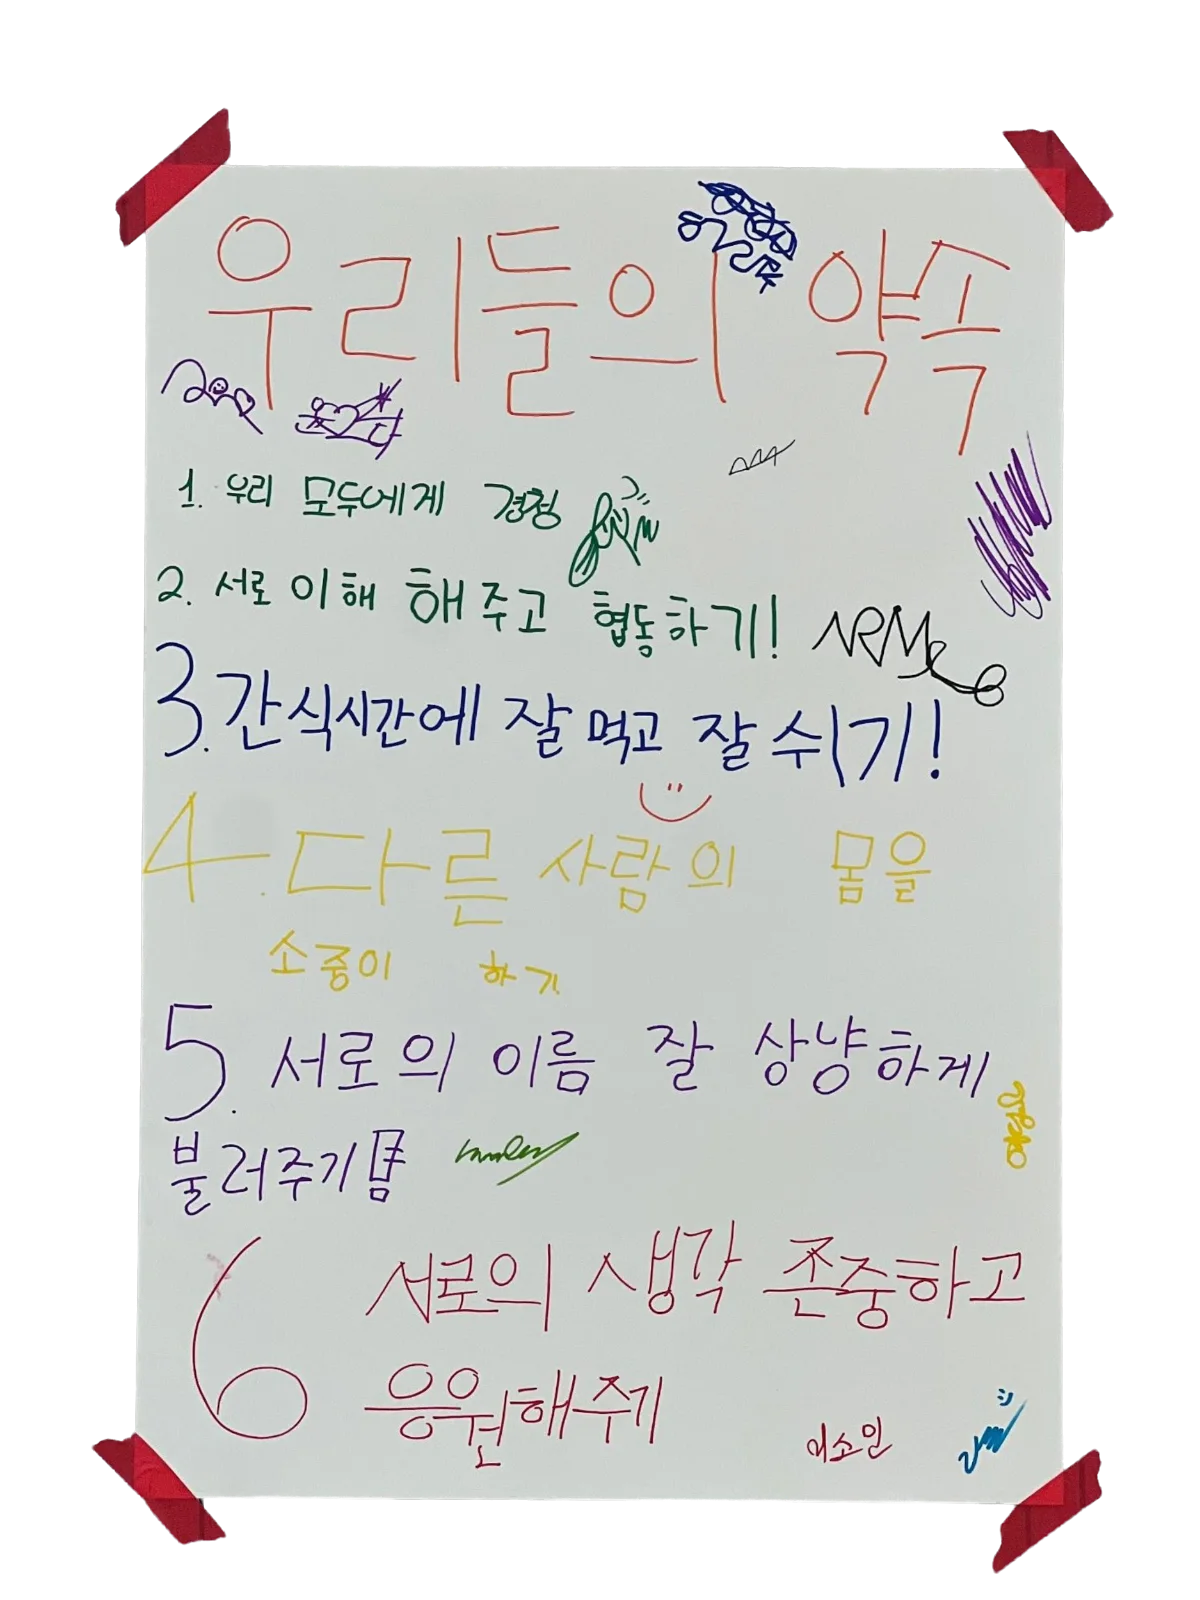 우리들의 약속
1. 우리 모두에게 경청
2. 서로 이해 해주고 협동하기!
3. 간식시간에 잘 먹고 잘 쉬기!
4. 다른 사람의 몸을
소중이 하기
5. 서로의 이름 잘 상냥하게
불러주기
6 서로의 생각 존중하고
응원해주기
이소인